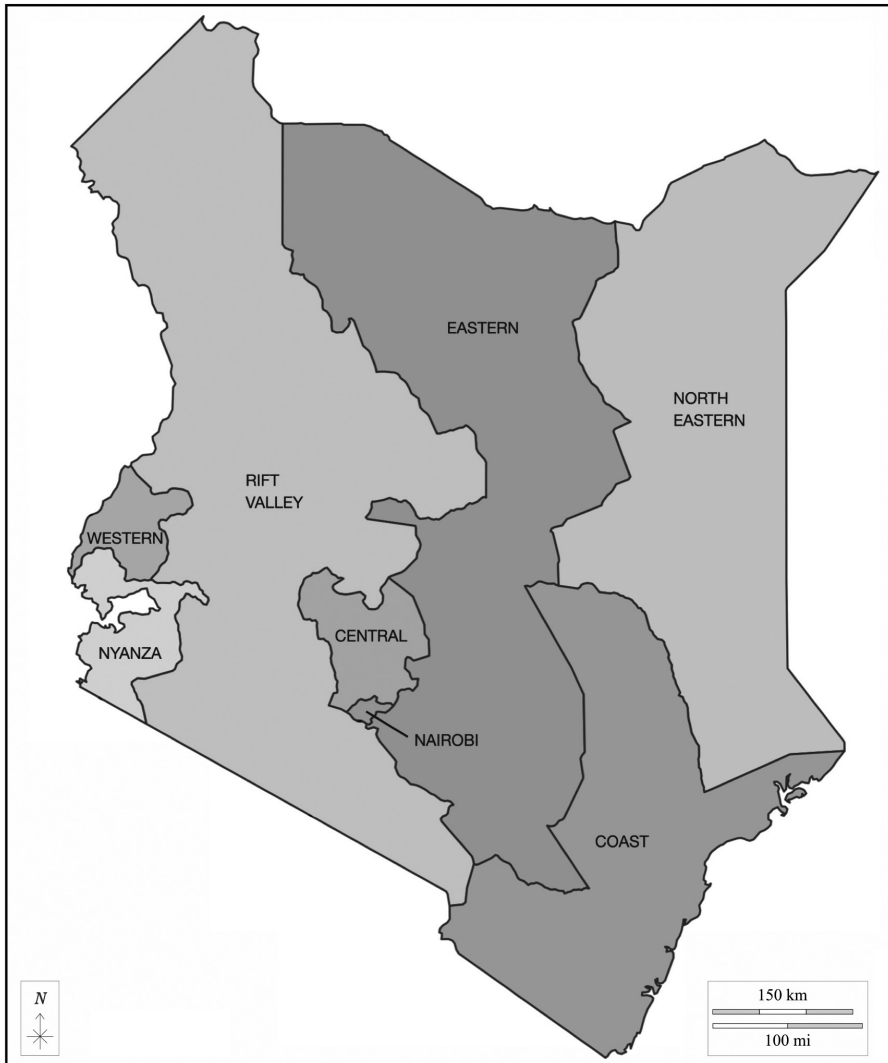 EASTERN
NORTH
EASTERN
RIFT
VALLEY
WESTERN
CENTRAL
NYANZA
NAIROBI
COAST
N
150 km
100 mi